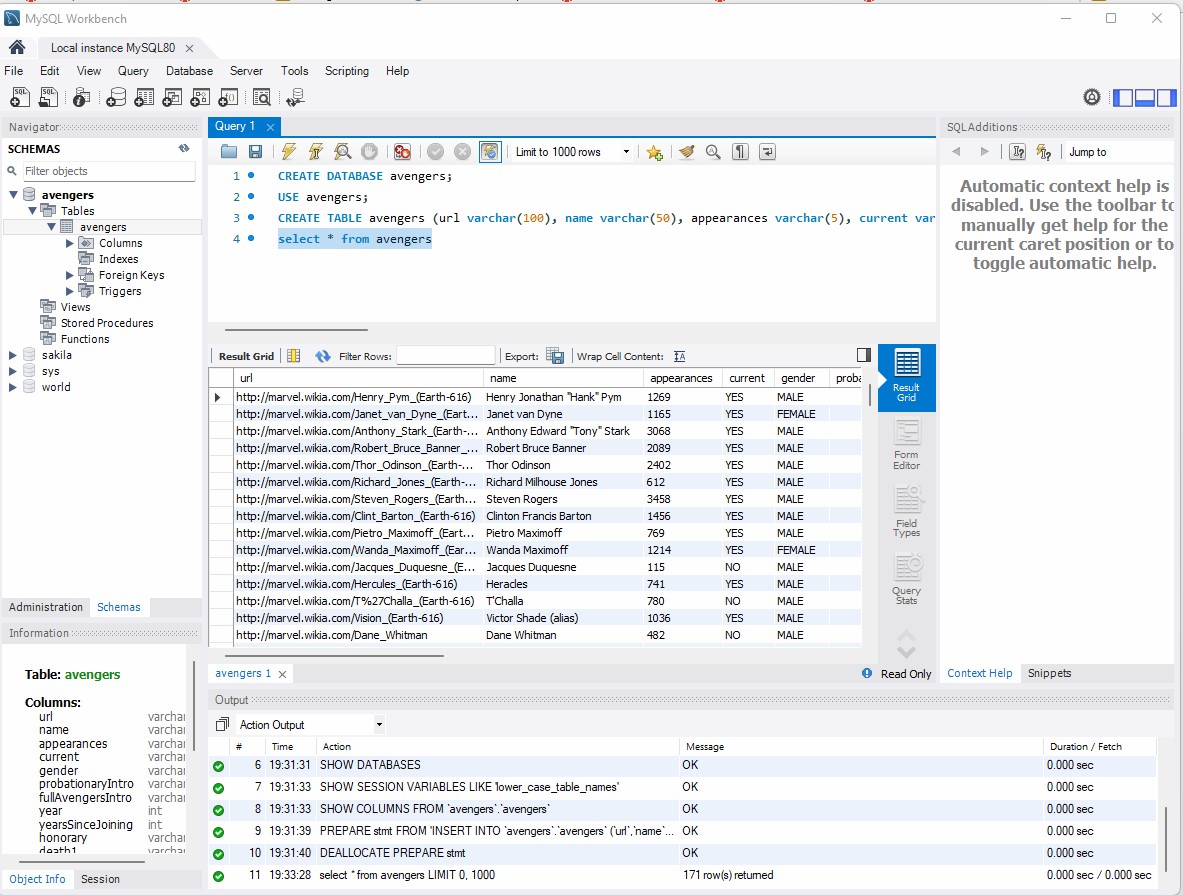 MySQL Workbench
Local instance MySQL80
File Edit View Query Database Server Tools Scripting Help
Navigator
SCHEMAS
Filter objects
avengers
Tables
avengers
Columns
Indexes
Foreign Keys
Triggers
Views
Stored Procedures
Functions
sakila
sys
world
Administration Schemas
Information
Table: avengers
Columns:
url varchar
name varchar
appearances varchar
current varchar
gender varchar
probationaryIntro varchar
fullAvengersIntro varchar
year int
yearsSinceJoining int
honorary varchar
death1 varchar
Object Info Session
Query 1
Limit to 1000 rows
1 CREATE DATABASE avengers;
2 USE avengers;
3 CREATE TABLE avengers (url varchar(100), name varchar(50), appearances varchar(5), current var
4 select * from avengers
Result Grid Filter Rows: Export: Wrap Cell Content:
url name appearances current gender proba
http://marvel.wikia.com/Henry_Pym_(Earth-616) Henry Jonathan "Hank" Pym 1269 YES MALE
http://marvel.wikia.com/Janet_van_Dyne_(Eart... Janet van Dyne 1165 YES FEMALE
http://marvel.wikia.com/Anthony_Stark_(Earth-... Anthony Edward "Tony" Stark 3068 YES MALE
http://marvel.wikia.com/Robert_Bruce_Banner_... Robert Bruce Banner 2089 YES MALE
http://marvel.wikia.com/Thor_Odinson_(Earth-... Thor Odinson 2402 YES MALE
http://marvel.wikia.com/Richard_Jones_(Earth-... Richard Milhouse Jones 612 YES MALE
http://marvel.wikia.com/Steven_Rogers_(Earth... Steven Rogers 3458 YES MALE
http://marvel.wikia.com/Clint_Barton_(Earth-616) Clinton Francis Barton 1456 YES MALE
http://marvel.wikia.com/Pietro_Maximoff_(Eart... Pietro Maximoff 769 YES MALE
http://marvel.wikia.com/Wanda_Maximoff_(Ear... Wanda Maximoff 1214 YES FEMALE
http://marvel.wikia.com/Jacques_Duquesne_(E... Jacques Duquesne 115 NO MALE
http://marvel.wikia.com/Hercules_(Earth-616) Heracles 741 YES MALE
http://marvel.wikia.com/T%27Challa_(Earth-616) T'Challa 780 NO MALE
http://marvel.wikia.com/Vision_(Earth-616) Victor Shade (alias) 1036 YES MALE
http://marvel.wikia.com/Dane_Whitman Dane Whitman 482 NO MALE
Result
Grid
Form
Editor
Field
Types
Query
Stats
avengers 1
Read Only
SQLAdditions
Jump to
Automatic context help is
disabled. Use the toolbar to
manually get help for the
current caret position or to
toggle automatic help.
Context Help Snippets
Output
Action Output
# Time Action Message Duration / Fetch
6 19:31:31 SHOW DATABASES OK 0.000 sec
7 19:31:33 SHOW SESSION VARIABLES LIKE 'lower_case_table_names' OK 0.000 sec
8 19:31:33 SHOW COLUMNS FROM `avengers`.`avengers` OK 0.000 sec
9 19:31:39 PREPARE stmt FROM 'INSERT INTO `avengers`.`avengers` (`url`,`name`... OK 0.000 sec
10 19:31:40 DEALLOCATE PREPARE stmt OK 0.000 sec
11 19:33:28 select * from avengers LIMIT 0, 1000 171 row(s) returned 0.000 sec / 0.000 sec